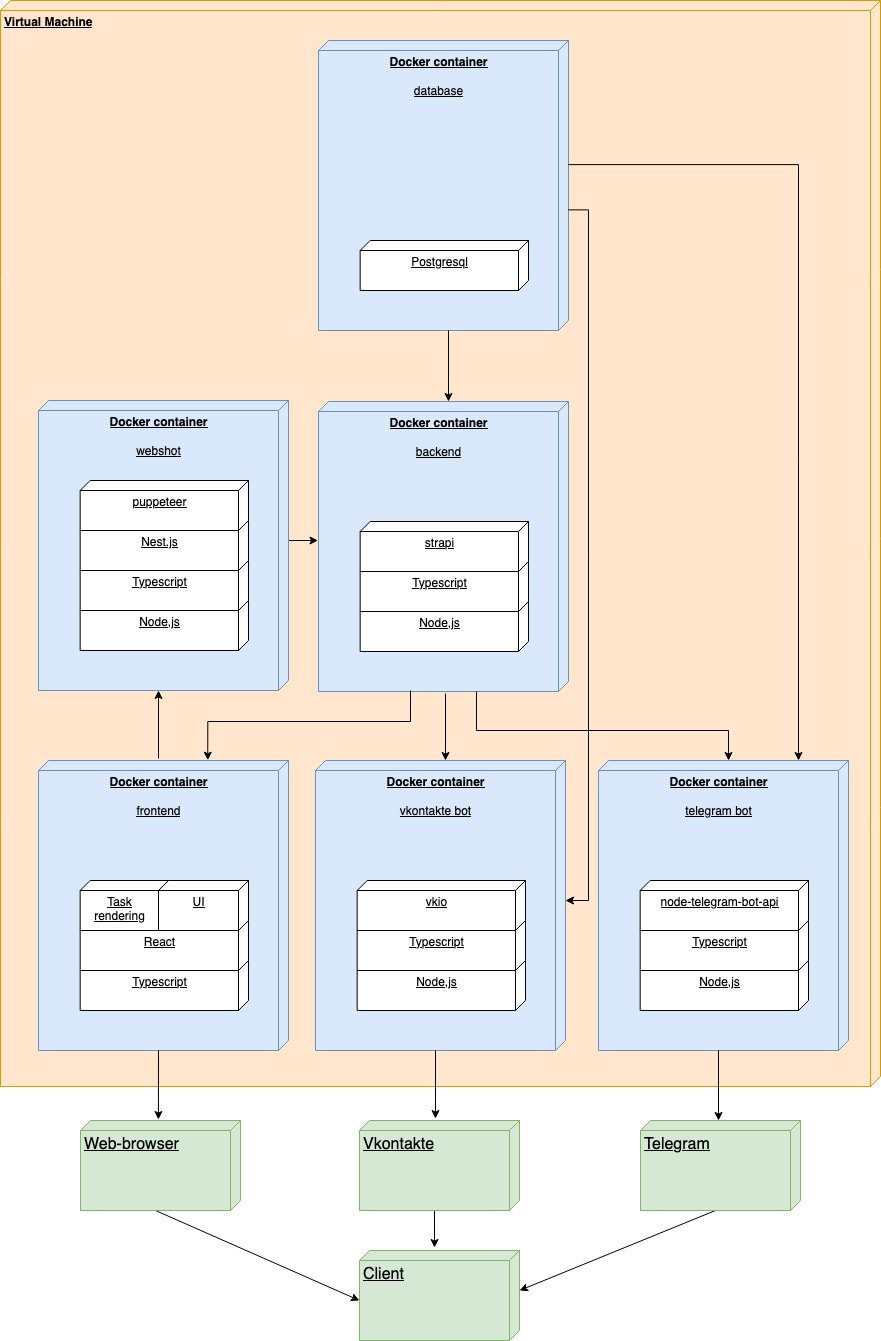 Virtual Machine
Docker container
database
Postgresql
Docker container
webshot
puppeteer
Nest.js
Typescript
Node,js
Docker container
backend
strapi
Typescript
Node,js
Docker container
frontend
Task
rendering
UI
React
Typescript
Docker container
vkontakte bot
vkio
Typescript
Node,js
Docker container
telegram bot
node-telegram-bot-api
Typescript
Node,js
Web-browser
Vkontakte
Telegram
Client